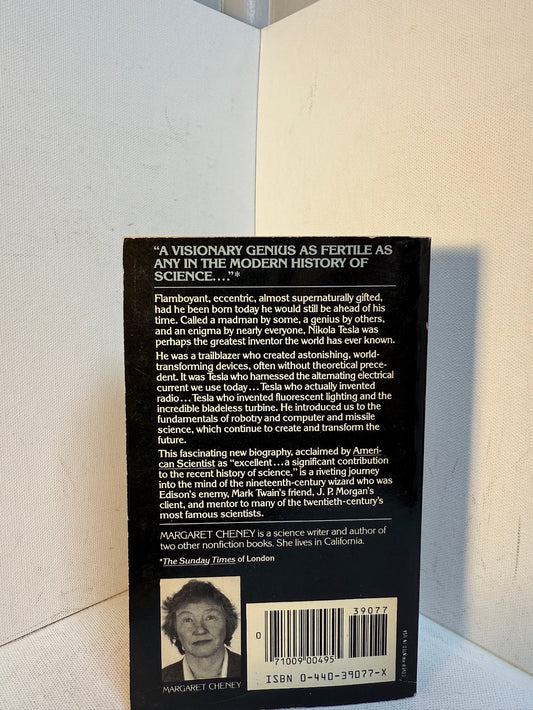 "A VISIONARY GENIUS AS FERTILE AS
ANY IN THE MODERN HISTORY OF
SCIENCE...."*
Flamboyant, eccentric, almost supernaturally gifted,
had he been born today he would still be ahead of his
time. Called a madman by some, a genius by others,
and an enigma by nearly everyone, Nikola Tesla was
perhaps the greatest inventor the world has ever known.
He was a trailblazer who created astonishing, world-
transforming devices, often without theoretical prece-
dent. It was Tesla who harnessed the alternating electrical
current we use today...Tesla who actually invented
radio...Tesla who invented fluorescent lighting and the
incredible bladeless turbine. He introduced us to the
fundamentals of robotry and computer and missile
science, which continue to create and transform the
future.
This fascinating new biography, acclaimed by Ameri-
can Scientist as "excellent...a significant contribution
to the recent history of science," is a riveting journey
into the mind of the nineteenth-century wizard who was
Edison's enemy, Mark Twain's friend, J. P. Morgan's
client, and mentor to many of the twentieth-century's
most famous scientists.
MARGARET CHENEY is a science writer and author of
two other nonfiction books. She lives in California.
*The Sunday Times of London
39077
0
71009 00495
ISBN 0-440-39077-X
MARGARET CHENEY